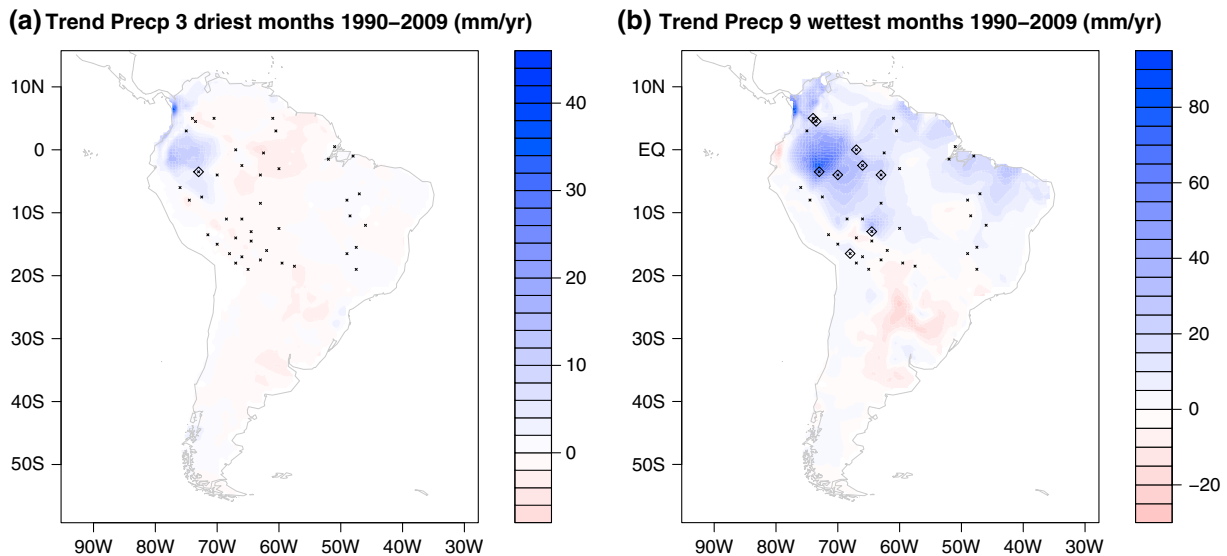 (a) Trend Precp 3 driest months 1990−2009 (mm/yr)
10N
0
10S
20S
30S
40S
50S
90W 80W 70W 60W 50W 40W
40
30
20
10
0
(b) Trend Precp 9 wettest months 1990−2009 (mm/yr)
10N
EQ
10S
20S
30S
40S
50S
90W 80W 70W 60W 50W 40W 30W
80
60
40
20
0
−20